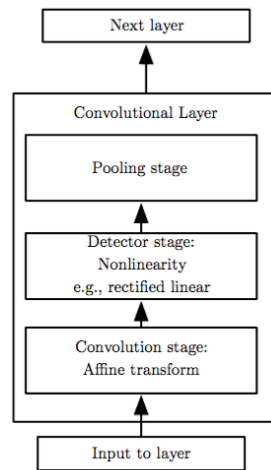 Next layer
Convolutional Layer
Pooling stage
Detector stage:
Nonlinearity
e.g., rectified linear
Convolution stage:
Affine transform
Input to layer